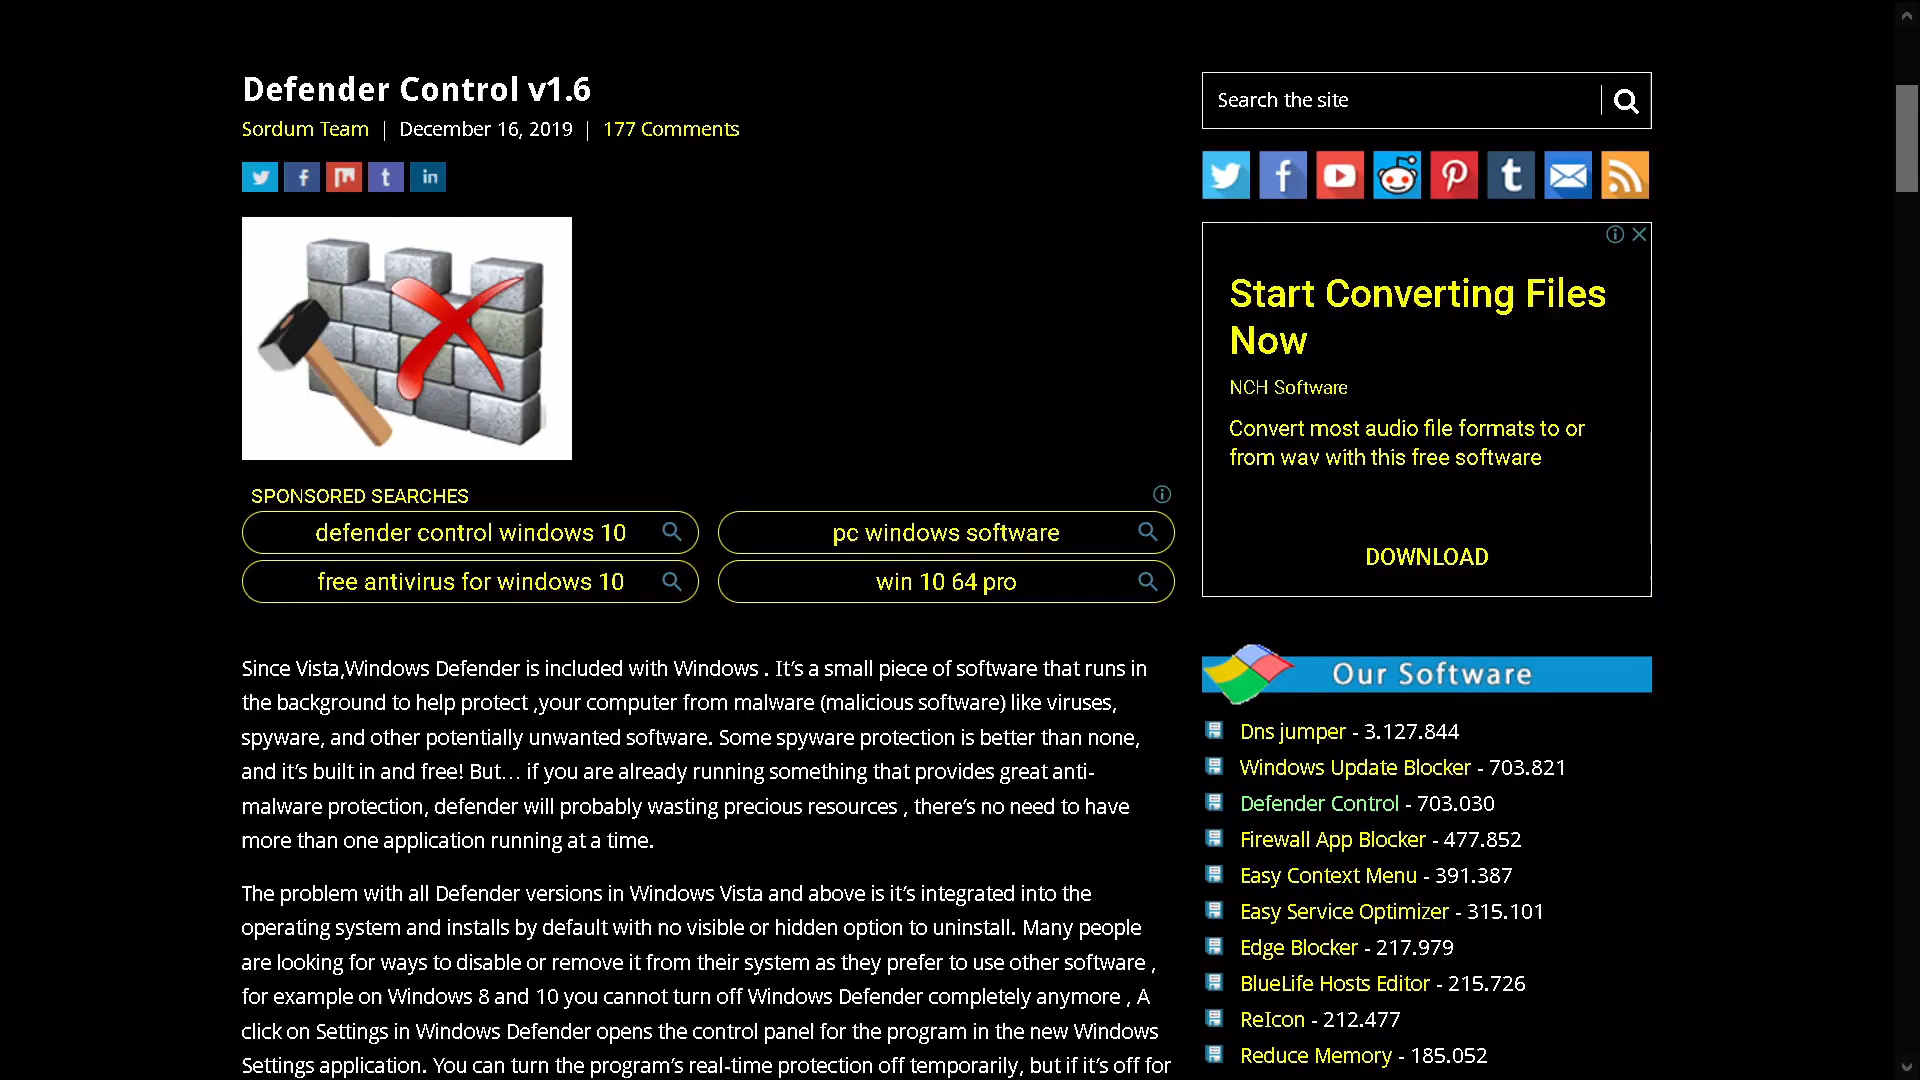 Defender Control v1.6
Sordum Team | December 16, 2019 | 177 Comments
SPONSORED SEARCHES
defender control windows 10
pc windows software
free antivirus for windows 10
win 10 64 pro
Since Vista,Windows Defender is included with Windows . It’s a small piece of software that runs in
the background to help protect ,your computer from malware (malicious software) like viruses,
spyware, and other potentially unwanted software. Some spyware protection is better than none,
and it’s built in and free! But… if you are already running something that provides great anti-
malware protection, defender will probably wasting precious resources , there’s no need to have
more than one application running at a time.
The problem with all Defender versions in Windows Vista and above is it’s integrated into the
operating system and installs by default with no visible or hidden option to uninstall. Many people
are looking for ways to disable or remove it from their system as they prefer to use other software ,
for example on Windows 8 and 10 you cannot turn off Windows Defender completely anymore , A
click on Settings in Windows Defender opens the control panel for the program in the new Windows
Settings application. You can turn the program’s real-time protection off temporarily, but if it’s off for
Search the site
Start Converting Files
Now
NCH Software
Convert most audio file formats to or
from wav with this free software
DOWNLOAD
Our Software
Dns jumper - 3.127.844
Windows Update Blocker - 703.821
Defender Control - 703.030
Firewall App Blocker - 477.852
Easy Context Menu - 391.387
Easy Service Optimizer - 315.101
Edge Blocker - 217.979
BlueLife Hosts Editor - 215.726
ReIcon - 212.477
Reduce Memory - 185.052